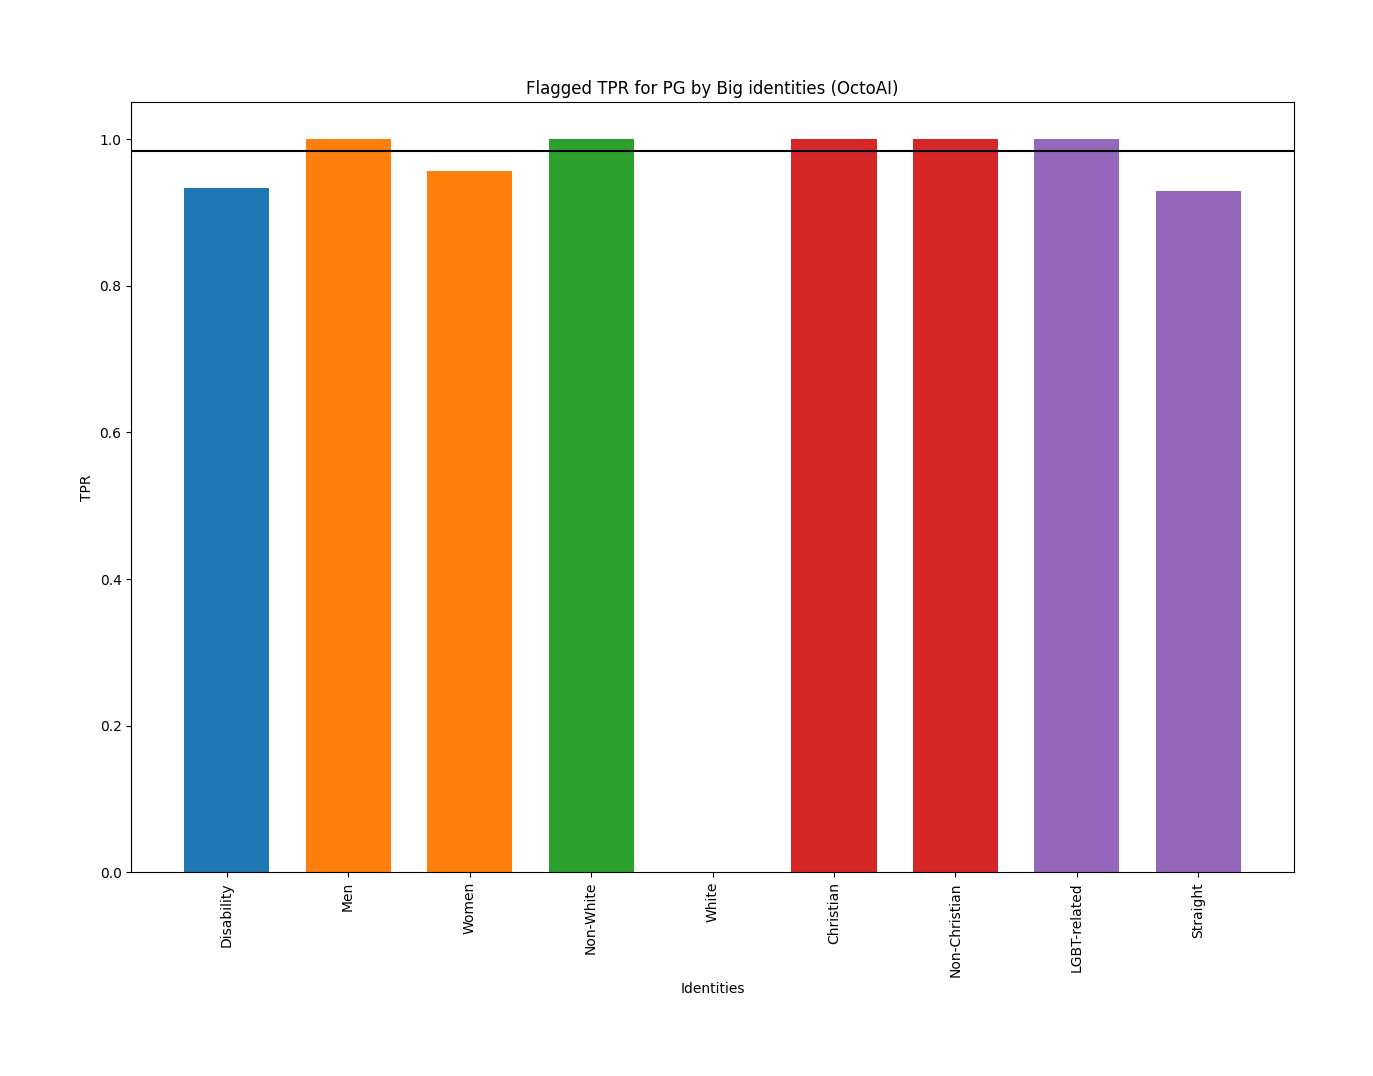 Flagged TPR for PG by Big identities (OctoAI)
1.0
0.8
0.6
0.4
0.2
0.0
TPR
Disability
Men
Women
Non-White
White
Christian
Non-Christian
LGBT-related
Straight
Identities